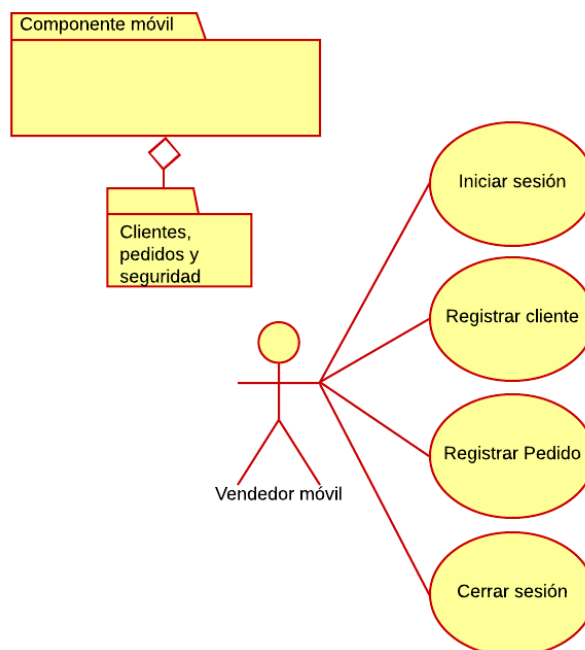 Componente móvil
Clientes,
pedidos y
seguridad
Iniciar sesión
Registrar cliente
Registrar Pedido
Vendedor móvil
Cerrar sesión